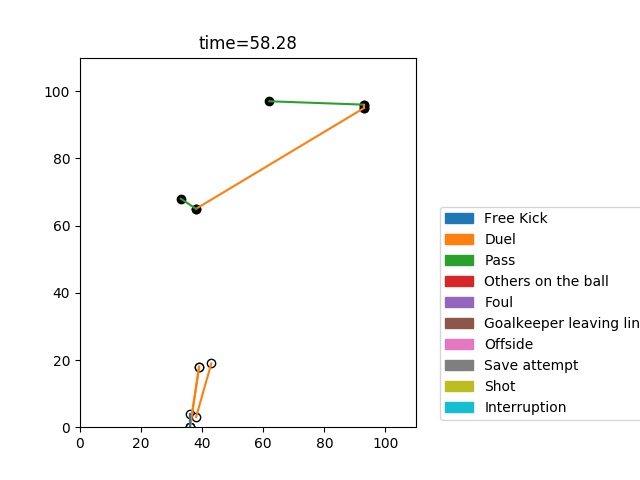 time=58.28
100
80
60
40
20
0
0 20 40 60 80 100
Free Kick
Duel
Pass
Others on the ball
Foul
Goalkeeper leaving lin
Offside
Save attempt
Shot
Interruption